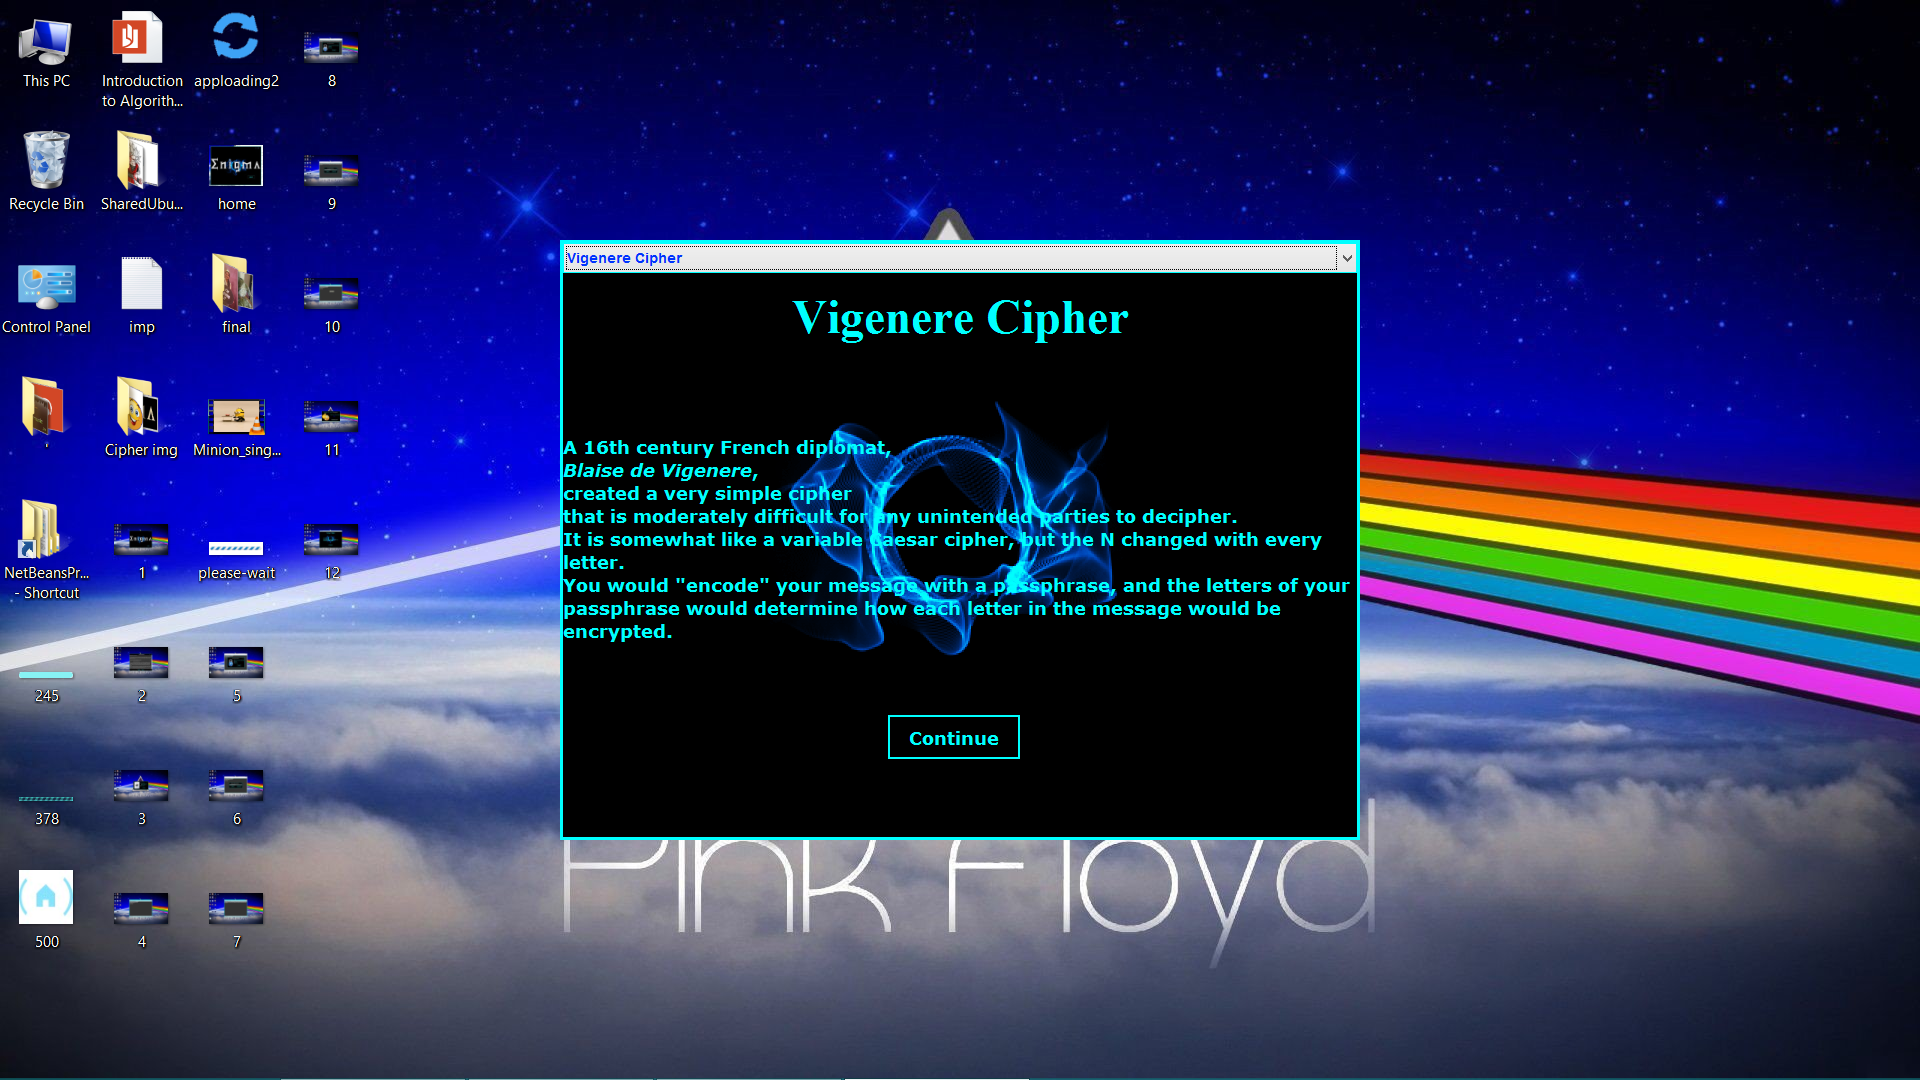 This PC
Introduction
to Algorith...
apploading2
8
Recycle Bin
SharedUbu...
Enigma
home
9
Control Panel
imp
final
10
'
Cipher img
Minion_sing...
11
NetBeansPr...
- Shortcut
1
please-wait
12
245
2
5
378
3
6
500
4
7
Vigenere Cipher
Vigenere Cipher
A 16th century French diplomat,
Blaise de Vigenere,
created a very simple cipher
that is moderately difficult for any unintended parties to decipher.
It is somewhat like a variable Caesar cipher, but the N changed with every
letter.
You would "encode" your message with a passphrase, and the letters of your
passphrase would determine how each letter in the message would be
encrypted.
Continue
Pink Floyd